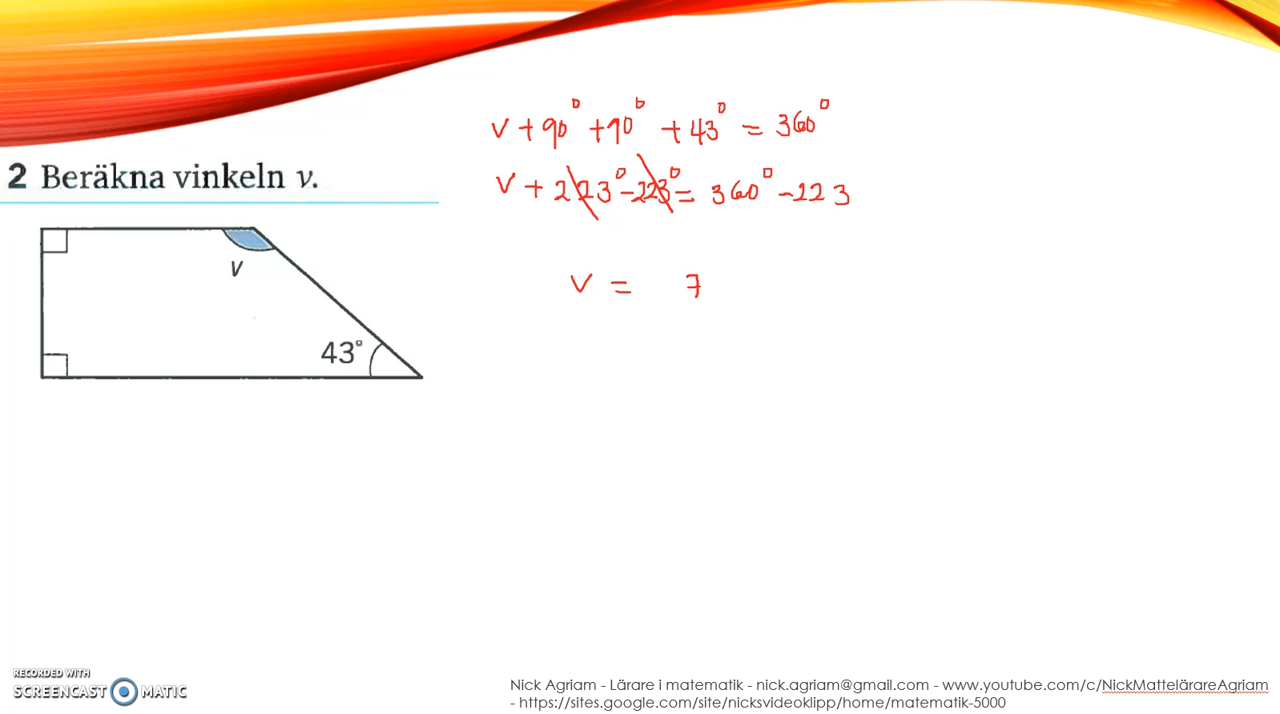 v + 90° + 90° + 43° = 360°
2 Beräkna vinkeln v.
v + 223° - 223° = 360° - 223
v
v = 7
43°
RECORDED WITH
SCREENCAST MATIC
Nick Agriam - Lärare i matematik - nick.agriam@gmail.com - www.youtube.com/c/NickMattelärareAgriam
- https://sites.google.com/site/nicksvideoklipp/home/matematik-5000